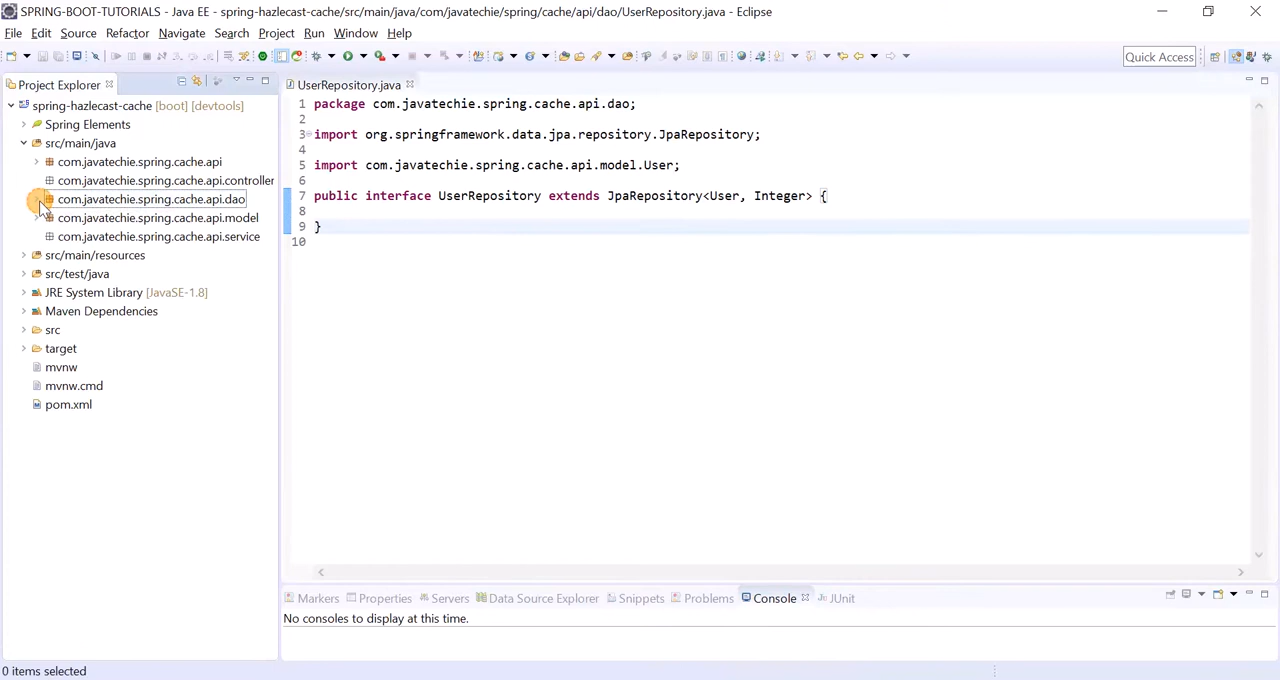 SPRING-BOOT-TUTORIALS - Java EE - spring-hazlecast-cache/src/main/java/com/javatechie/spring/cache/api/dao/UserRepository.java - Eclipse
File Edit Source Refactor Navigate Search Project Run Window Help
Quick Access
Project Explorer
UserRepository.java
spring-hazlecast-cache [boot] [devtools]
Spring Elements
src/main/java
com.javatechie.spring.cache.api
com.javatechie.spring.cache.api.controller
com.javatechie.spring.cache.api.dao
com.javatechie.spring.cache.api.model
com.javatechie.spring.cache.api.service
src/main/resources
src/test/java
JRE System Library [JavaSE-1.8]
Maven Dependencies
src
target
mvnw
mvnw.cmd
pom.xml
1 package com.javatechie.spring.cache.api.dao;
2
3 import org.springframework.data.jpa.repository.JpaRepository;
4
5 import com.javatechie.spring.cache.api.model.User;
6
7 public interface UserRepository extends JpaRepository<User, Integer> {
8
9 }
10
Markers Properties Servers Data Source Explorer Snippets Problems Console JUnit
No consoles to display at this time.
0 items selected